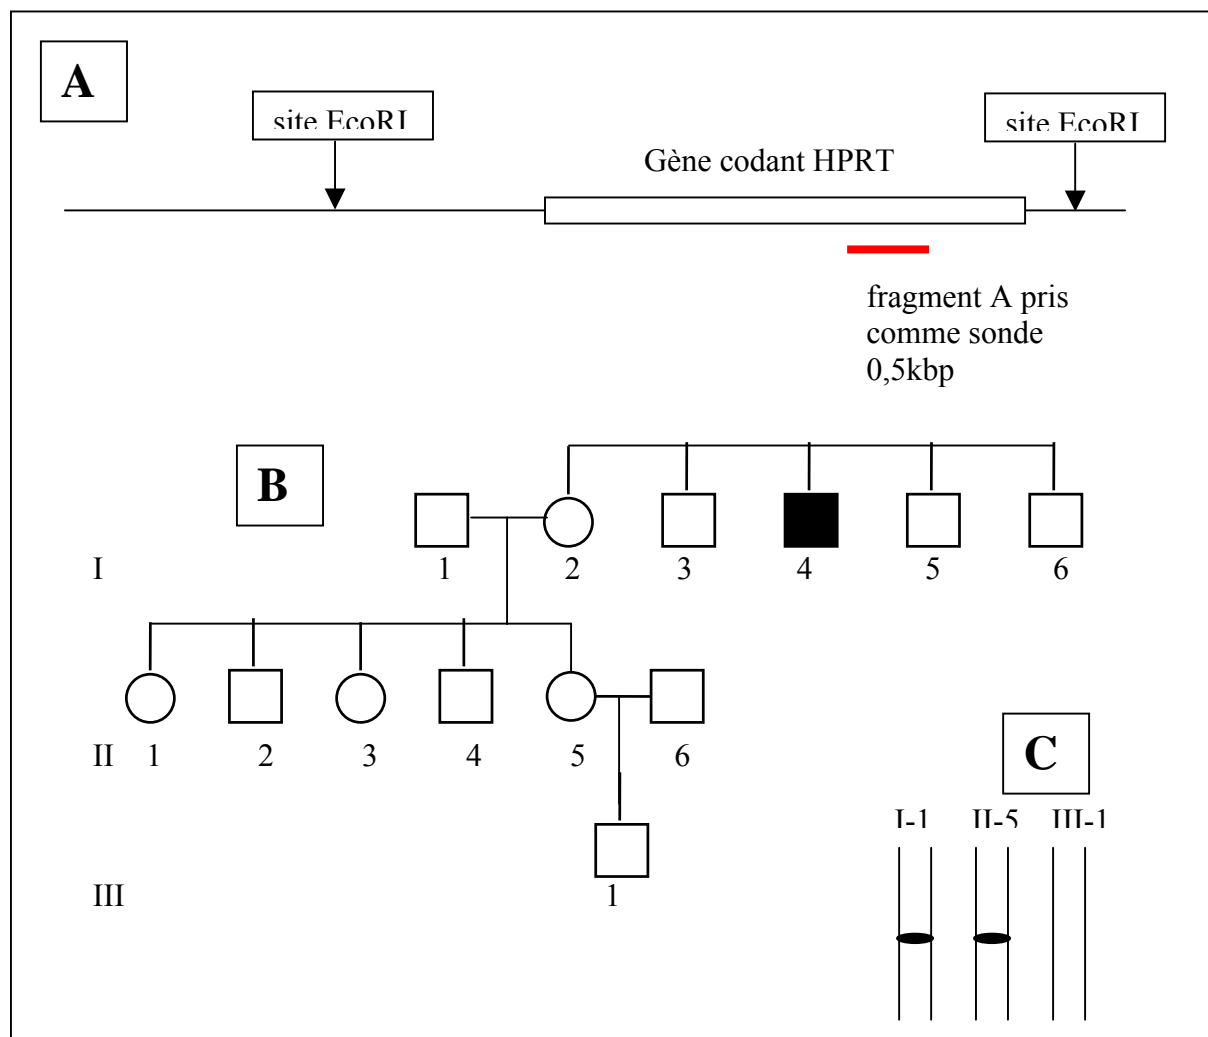 A
site EcoRI
site EcoRI
Gène codant HPRT
fragment A pris
comme sonde
0,5kbp
B
1 2 3 4 5 6
I
II 1 2 3 4 5 6
C
I-1 II-5 III-1
III 1